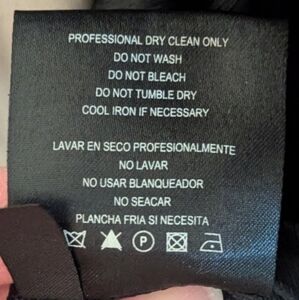 PROFESSIONAL DRY CLEAN ONLY
DO NOT WASH
DO NOT BLEACH
DO NOT TUMBLE DRY
COOL IRON IF NECESSARY
LAVAR EN SECO PROFESIONALMENTE
NO LAVAR
NO USAR BLANQUEADOR
NO SEACAR
PLANCHA FRIA SI NECESITA
P